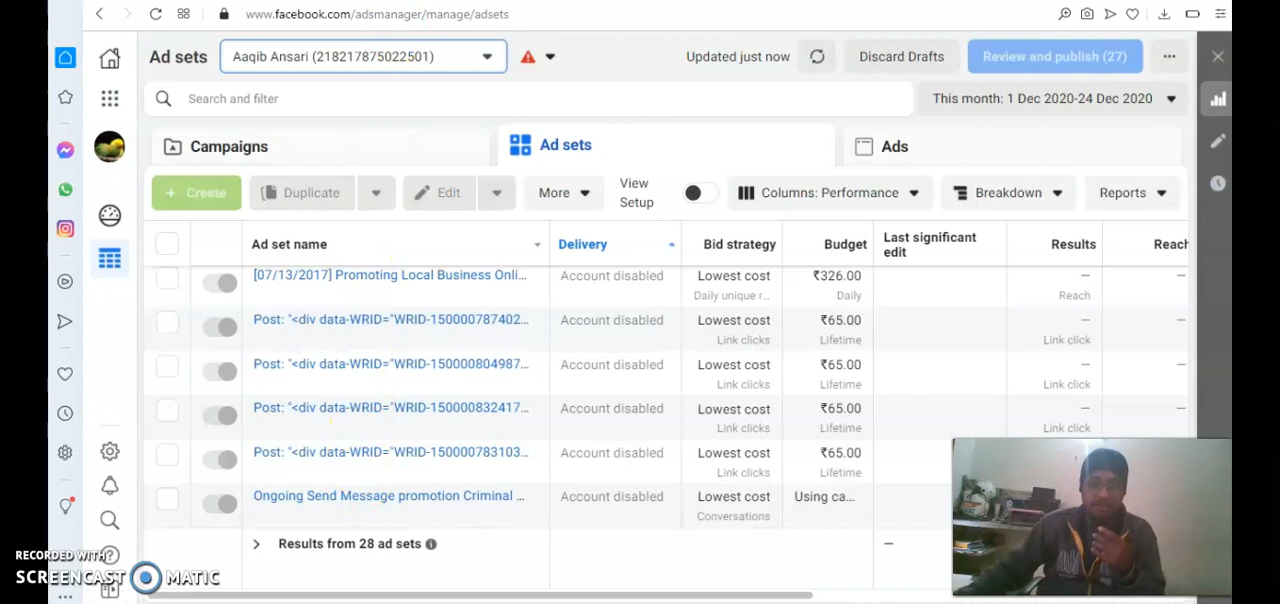 www.facebook.com/adsmanager/manage/adsets
Ad sets
Aaqib Ansari (218217875022501)
Updated just now
Discard Drafts
Review and publish (27)
Search and filter
This month: 1 Dec 2020-24 Dec 2020
Campaigns
Ad sets
Ads
+ Create
Duplicate
Edit
More
View Setup
Columns: Performance
Breakdown
Reports
Ad set name
Delivery
Bid strategy
Budget
Last significant edit
Results
Reach
[07/13/2017] Promoting Local Business Onli...
Account disabled
Lowest cost
₹326.00
—
—
Daily unique r...
Daily
Reach
Post: "<div data-WRID="WRID-150000787402...
Account disabled
Lowest cost
₹65.00
—
—
Link clicks
Lifetime
Link click
Post: "<div data-WRID="WRID-150000804987...
Account disabled
Lowest cost
₹65.00
—
—
Link clicks
Lifetime
Link click
Post: "<div data-WRID="WRID-150000832417...
Account disabled
Lowest cost
₹65.00
—
—
Link clicks
Lifetime
Link click
Post: "<div data-WRID="WRID-150000783103...
Account disabled
Lowest cost
₹65.00
Link clicks
Lifetime
Ongoing Send Message promotion Criminal ...
Account disabled
Lowest cost
Using ca...
Conversations
Results from 28 ad sets
—
RECORDED WITH
SCREENCAST MATIC